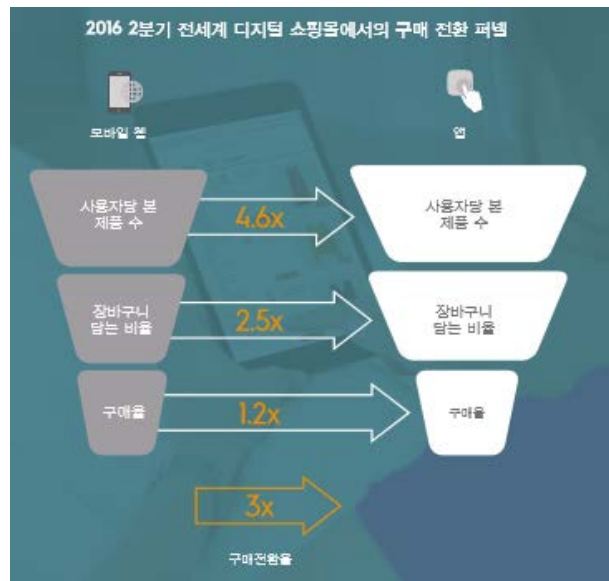 2016 2분기 전세계 디지털 쇼핑몰에서의 구매 전환 퍼넬
모바일 웹
앱
사용자당 본
제품 수
4.6x
사용자당 본
제품 수
장바구니
담는 비율
2.5x
장바구니
담는 비율
구매율
1.2x
구매율
3x
구매전환율